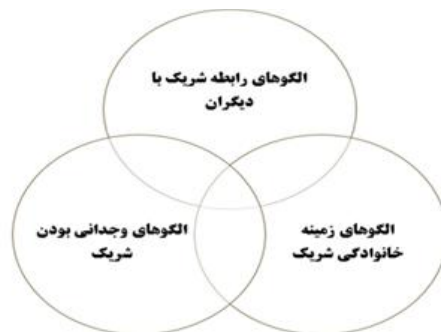 الگوهای رابطه شریک با
دیگران
الگوهای وجدانی بودن
شریک
الگوهای زمینه
خانوادگی شریک